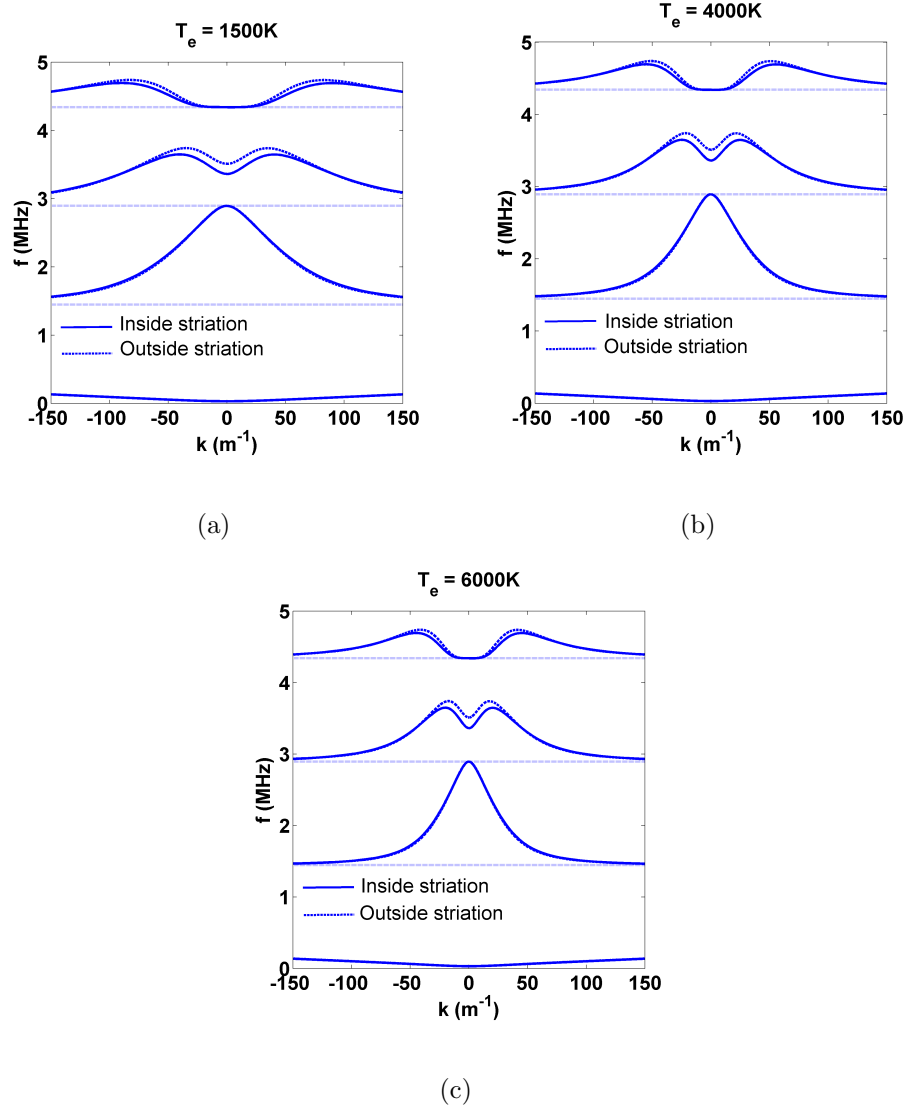 T_e = 1500K
5
4
3
2
1
0
f (MHz)
Inside striation
Outside striation
-150 -100 -50 0 50 100 150
k (m^-1)
(a)
T_e = 4000K
5
4
3
2
1
0
f (MHz)
Inside striation
Outside striation
-150 -100 -50 0 50 100 150
k (m^-1)
(b)
T_e = 6000K
5
4
3
2
1
0
f (MHz)
Inside striation
Outside striation
-150 -100 -50 0 50 100 150
k (m^-1)
(c)